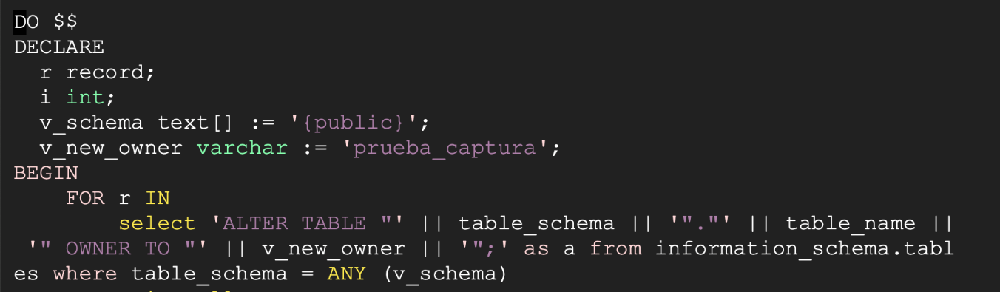 DO $$
DECLARE
  r record;
  i int;
  v_schema text[] := '{public}';
  v_new_owner varchar := 'prueba_captura';
BEGIN
    FOR r IN
        select 'ALTER TABLE "' || table_schema || '"."' || table_name ||
 '" OWNER TO "' || v_new_owner || '";' as a from information_schema.tabl
es where table_schema = ANY (v_schema)